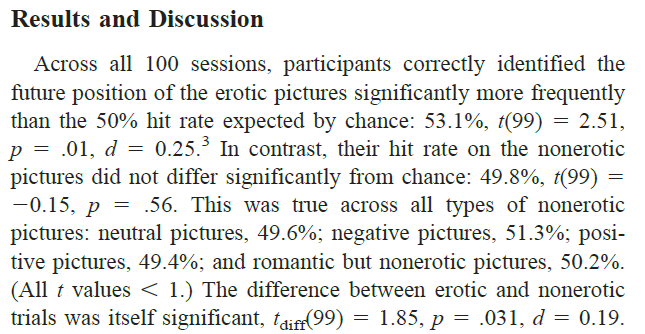 Results and Discussion
Across all 100 sessions, participants correctly identified the
future position of the erotic pictures significantly more frequently
than the 50% hit rate expected by chance: 53.1%, t(99) = 2.51,
p = .01, d = 0.25.³ In contrast, their hit rate on the nonerotic
pictures did not differ significantly from chance: 49.8%, t(99) =
−0.15, p = .56. This was true across all types of nonerotic
pictures: neutral pictures, 49.6%; negative pictures, 51.3%; posi-
tive pictures, 49.4%; and romantic but nonerotic pictures, 50.2%.
(All t values < 1.) The difference between erotic and nonerotic
trials was itself significant, tdiff(99) = 1.85, p = .031, d = 0.19.